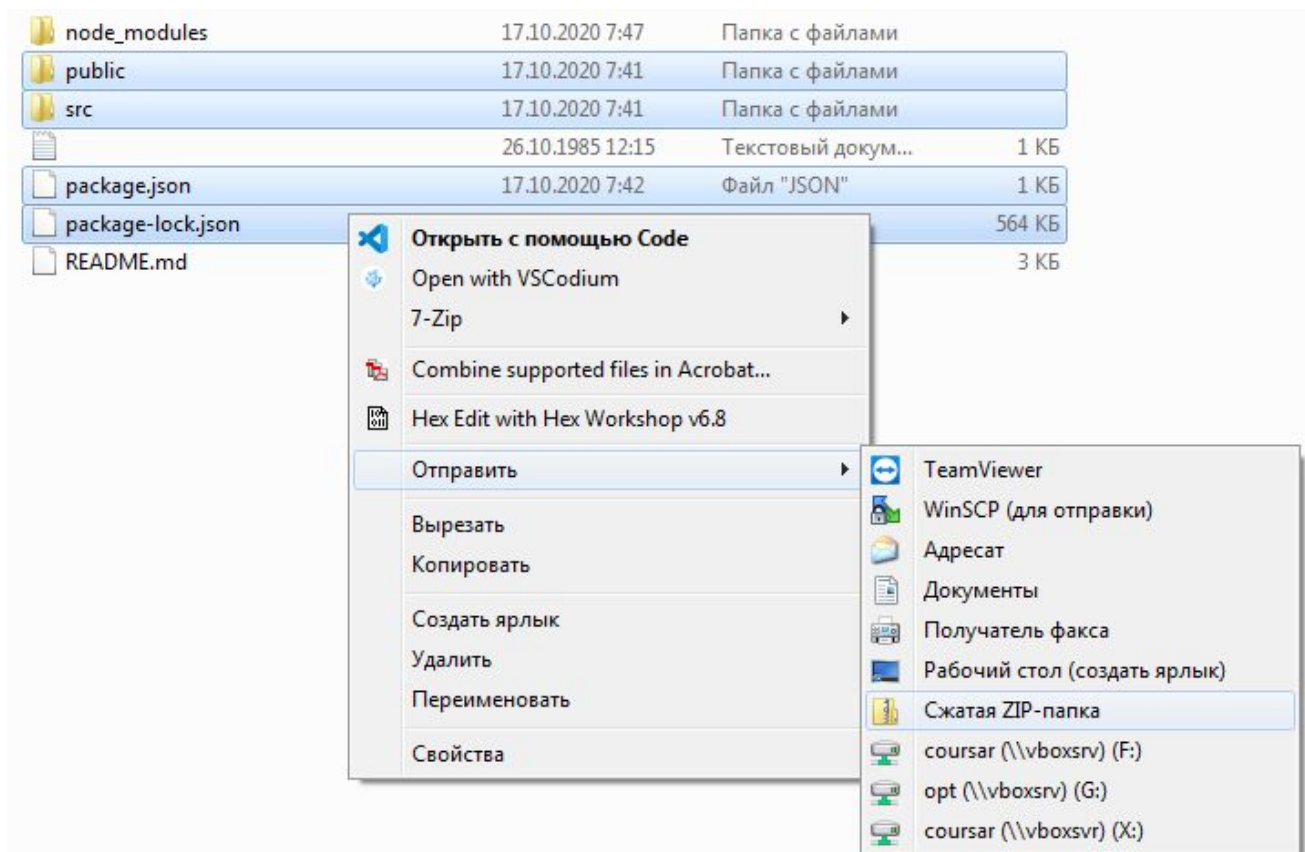 node_modules 17.10.2020 7:47 Папка с файлами
public 17.10.2020 7:41 Папка с файлами
src 17.10.2020 7:41 Папка с файлами
26.10.1985 12:15 Текстовый докум... 1 КБ
package.json 17.10.2020 7:42 Файл "JSON" 1 КБ
package-lock.json 564 КБ
README.md 3 КБ
Открыть с помощью Code
Open with VSCodium
7-Zip
Combine supported files in Acrobat...
Hex Edit with Hex Workshop v6.8
Отправить
Вырезать
Копировать
Создать ярлык
Удалить
Переименовать
Свойства
TeamViewer
WinSCP (для отправки)
Адресат
Документы
Получатель факса
Рабочий стол (создать ярлык)
Сжатая ZIP-папка
coursar (\\vboxsrv) (F:)
opt (\\vboxsrv) (G:)
coursar (\\vboxsvr) (X:)